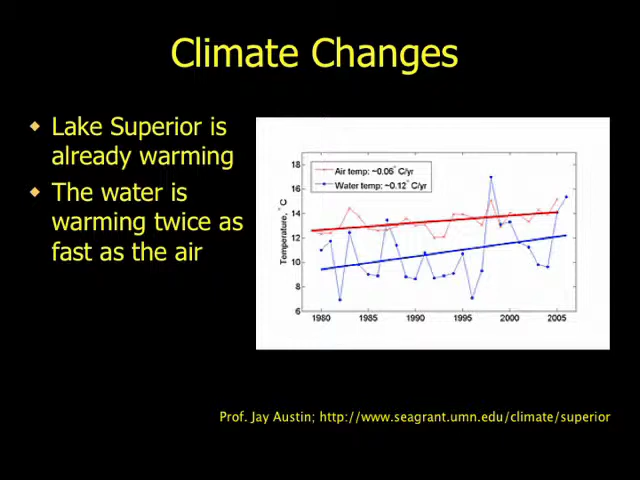 Climate Changes
Lake Superior is
already warming
The water is
warming twice as
fast as the air
Air temp: ~0.06° C/yr
Water temp: ~0.12° C/yr
Temperature, °C
18
16
14
12
10
8
6
1980
1985
1990
1995
2000
2005
Prof. Jay Austin; http://www.seagrant.umn.edu/climate/superior